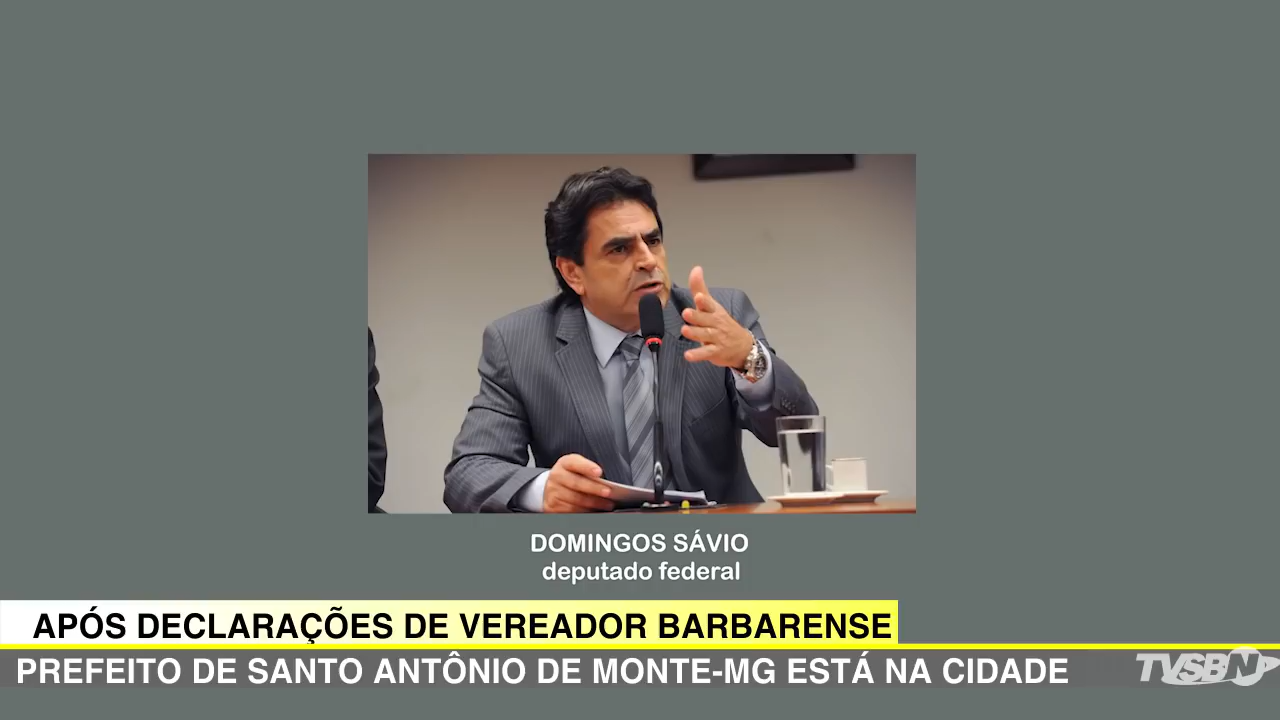 DOMINGOS SÁVIO
deputado federal
APÓS DECLARAÇÕES DE VEREADOR BARBARENSE
PREFEITO DE SANTO ANTÔNIO DE MONTE-MG ESTÁ NA CIDADE
TVSBN